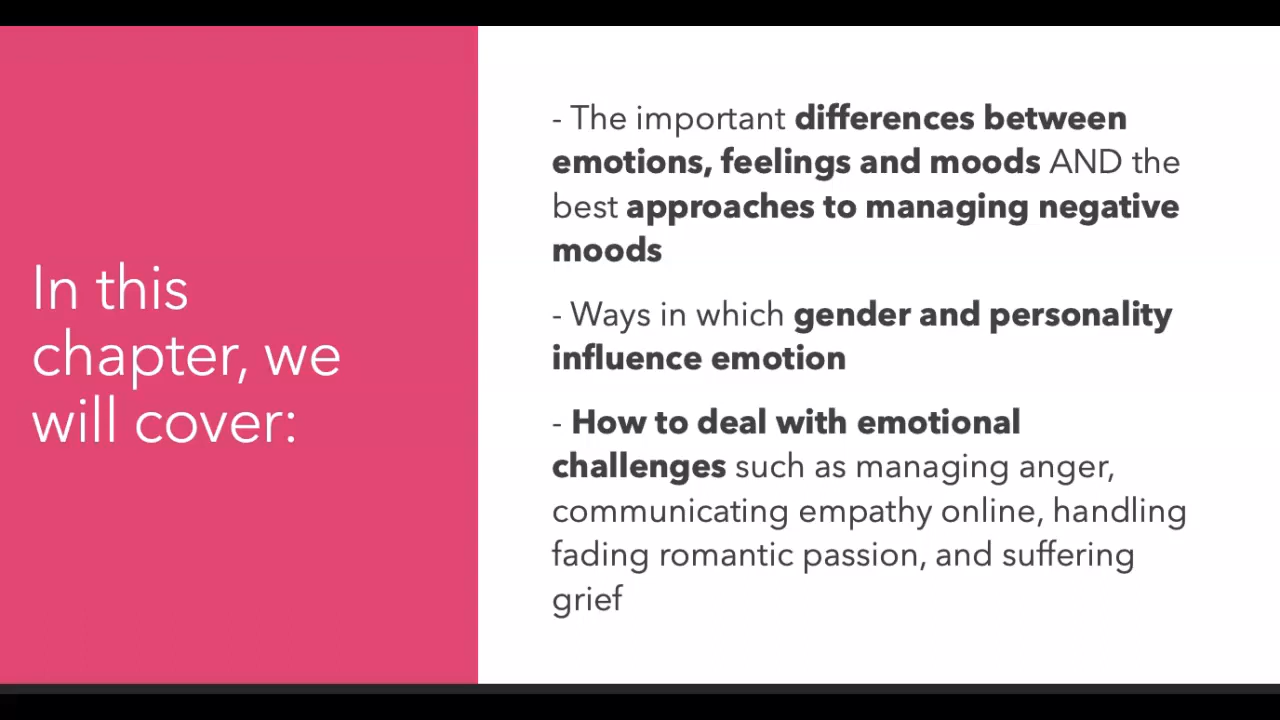 In this
chapter, we
will cover:
- The important differences between
emotions, feelings and moods AND the
best approaches to managing negative
moods
- Ways in which gender and personality
influence emotion
- How to deal with emotional
challenges such as managing anger,
communicating empathy online, handling
fading romantic passion, and suffering
grief